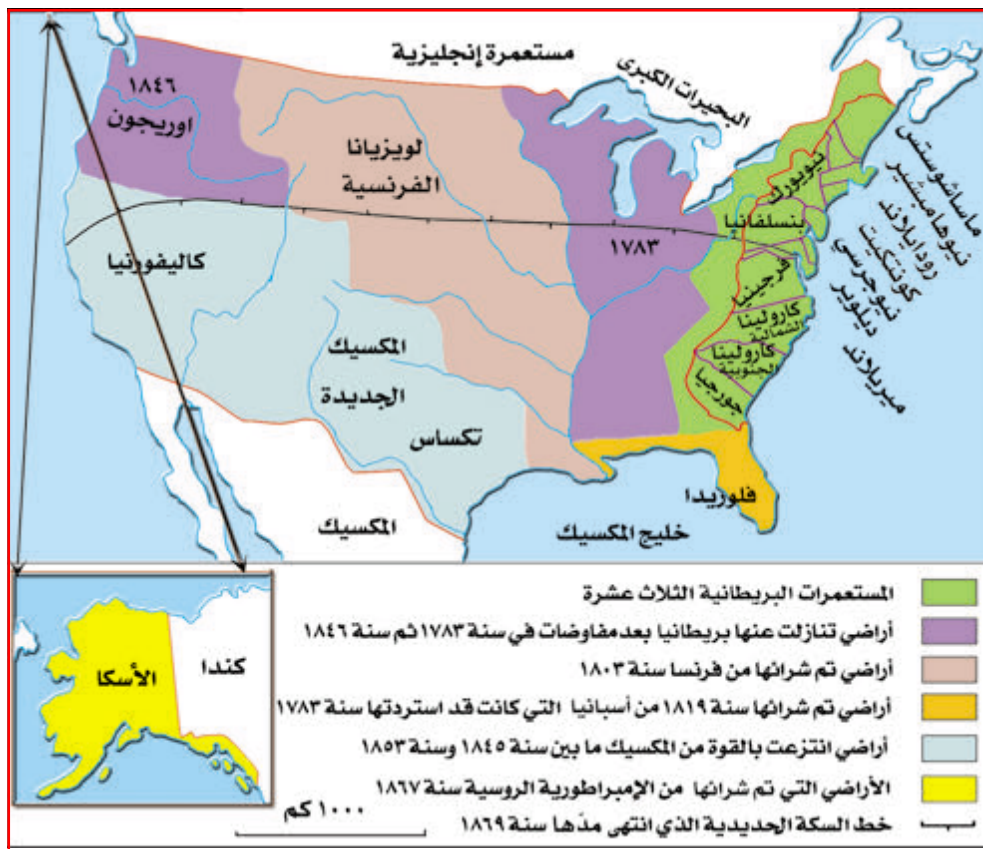 مستعمرة إنجليزية
البحيرات الكبرى
١٨٤٦
اوريجون
لويزيانا
الفرنسية
١٧٨٣
كاليفورنيا
المكسيك
الجديدة
تكساس
المكسيك
خليج المكسيك
فلوريدا
نيويورك
بنسلفانيا
فرجينيا
كارولينا
الشمالية
كارولينا
الجنوبية
جورجيا
ماساشوستس
نيوهامبشير
رودايلاند
كونتكيت
نيوجرسي
ديلوير
ميريلاند
كندا
الأسكا
المستعمرات البريطانية الثلاث عشرة
أراضي تنازلت عنها بريطانيا بعد مفاوضات في سنة ١٧٨٣ ثم سنة ١٨٤٦
أراضي تم شرائها من فرنسا سنة ١٨٠٣
أراضي تم شرائها سنة ١٨١٩ من أسبانيا التي كانت قد استردتها سنة ١٧٨٣
أراضي انتزعت بالقوة من المكسيك ما بين سنة ١٨٤٥ وسنة ١٨٥٣
الأراضي التي تم شرائها من الإمبراطورية الروسية سنة ١٨٦٧
خط السكة الحديدية الذي انتهى مدّها سنة ١٨٦٩
١٠٠٠ كم